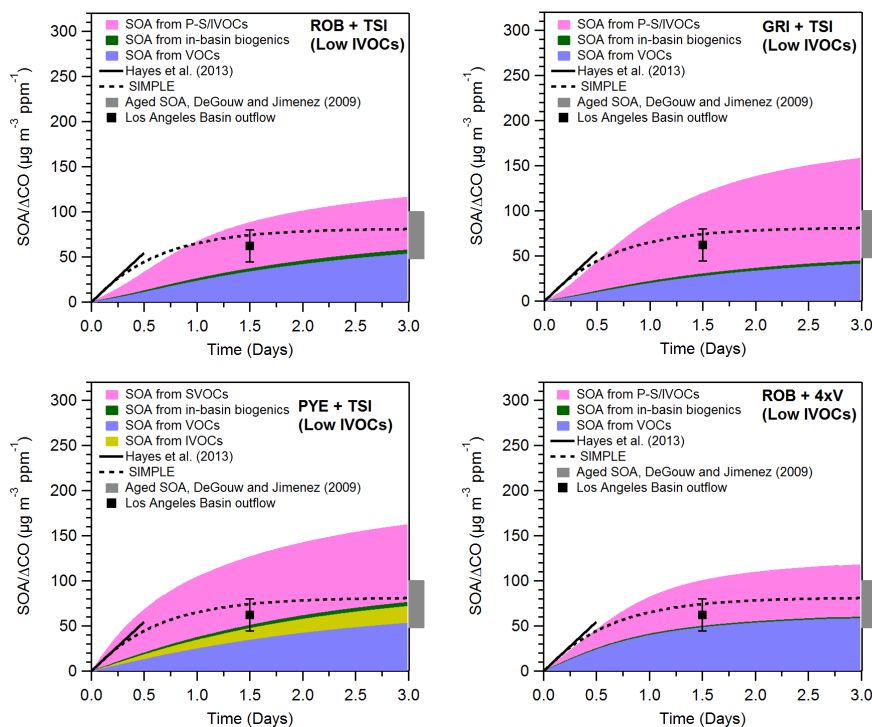 ROB + TSI
(Low IVOCs)
SOA from P-S/IVOCs
SOA from in-basin biogenics
SOA from VOCs
Hayes et al. (2013)
SIMPLE
Aged SOA, DeGouw and Jimenez (2009)
Los Angeles Basin outflow
SOA/ΔCO (µg m⁻³ ppm⁻¹)
300
250
200
150
100
50
0
0.0 0.5 1.0 1.5 2.0 2.5 3.0
Time (Days)
GRI + TSI
(Low IVOCs)
SOA from P-S/IVOCs
SOA from in-basin biogenics
SOA from VOCs
Hayes et al. (2013)
SIMPLE
Aged SOA, DeGouw and Jimenez (2009)
Los Angeles Basin outflow
SOA/ΔCO (µg m⁻³ ppm⁻¹)
300
250
200
150
100
50
0
0.0 0.5 1.0 1.5 2.0 2.5 3.0
Time (Days)
PYE + TSI
(Low IVOCs)
SOA from SVOCs
SOA from in-basin biogenics
SOA from VOCs
SOA from IVOCs
Hayes et al. (2013)
SIMPLE
Aged SOA, DeGouw and Jimenez (2009)
Los Angeles Basin outflow
SOA/ΔCO (µg m⁻³ ppm⁻¹)
300
250
200
150
100
50
0
0.0 0.5 1.0 1.5 2.0 2.5 3.0
Time (Days)
ROB + 4xV
(Low IVOCs)
SOA from P-S/IVOCs
SOA from in-basin biogenics
SOA from VOCs
Hayes et al. (2013)
SIMPLE
Aged SOA, DeGouw and Jimenez (2009)
Los Angeles Basin outflow
SOA/ΔCO (µg m⁻³ ppm⁻¹)
300
250
200
150
100
50
0
0.0 0.5 1.0 1.5 2.0 2.5 3.0
Time (Days)